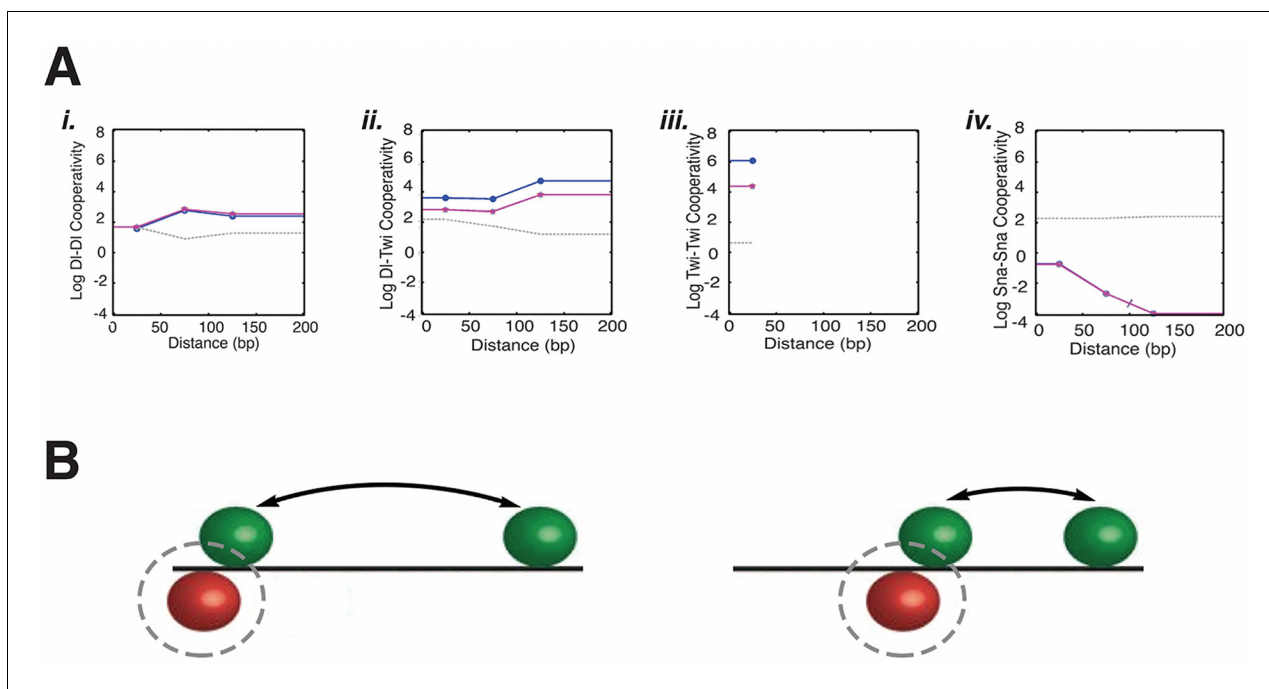 A
i.
Log Dl-Dl Cooperativity
8
6
4
2
0
-2
-4
0 50 100 150 200
Distance (bp)
ii.
Log Dl-Twi Cooperativity
8
6
4
2
0
-2
-4
0 50 100 150 200
Distance (bp)
iii.
Log Twi-Twi Cooperativity
8
6
4
2
0
-2
-4
0 50 100 150 200
Distance (bp)
iv.
Log Sna-Sna Cooperativity
8
6
4
2
0
-2
-4
0 50 100 150 200
Distance (bp)
B